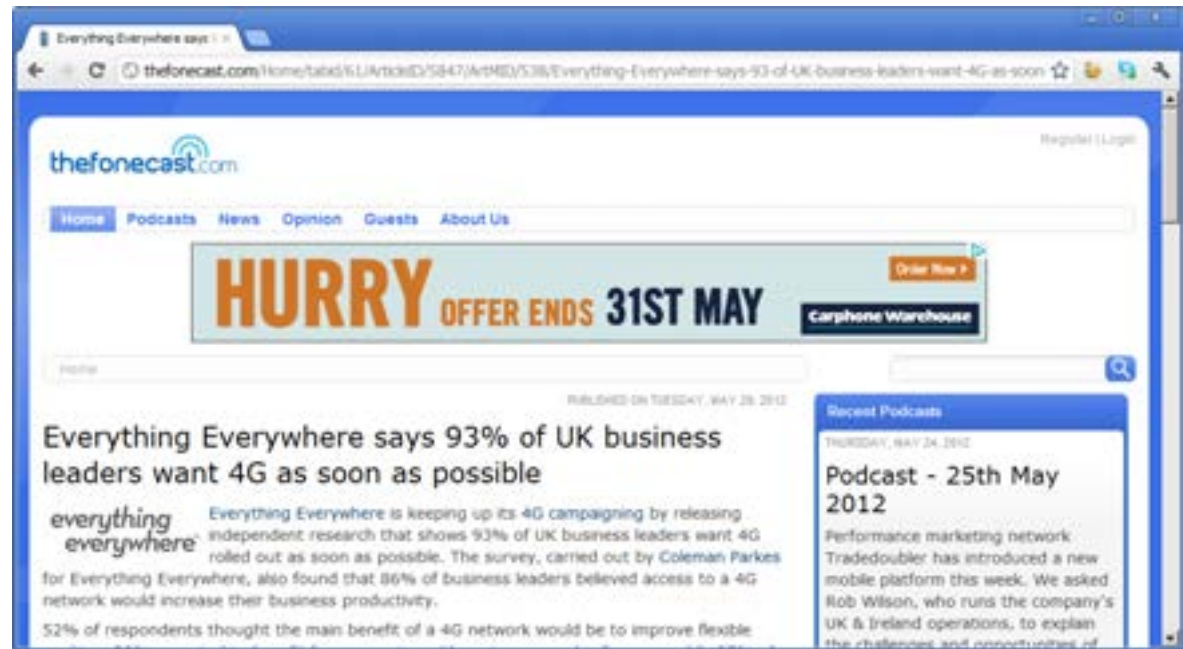 Everything Everywhere says
thefonecast.com/Home/tabid/61/ArticleID/5847/ArtMID/538/Everything-Everywhere-says-93-of-UK-business-leaders-want-4G-as-soon
Register | Login
thefonecast.com
Home Podcasts News Opinion Guests About Us
HURRY OFFER ENDS 31ST MAY
Order Now
Carphone Warehouse
Home
PUBLISHED ON TUESDAY, MAY 29, 2012
Everything Everywhere says 93% of UK business
leaders want 4G as soon as possible
everything
everywhere
Everything Everywhere is keeping up its 4G campaigning by releasing
independent research that shows 93% of UK business leaders want 4G
rolled out as soon as possible. The survey, carried out by Coleman Parkes
for Everything Everywhere, also found that 86% of business leaders believed access to a 4G
network would increase their business productivity.
52% of respondents thought the main benefit of a 4G network would be to improve flexible
Recent Podcasts
THURSDAY, MAY 24, 2012
Podcast - 25th May
2012
Performance marketing network
Tradedoubler has introduced a new
mobile platform this week. We asked
Rob Wilson, who runs the company's
UK & Ireland operations, to explain
the challenges and opportunities of